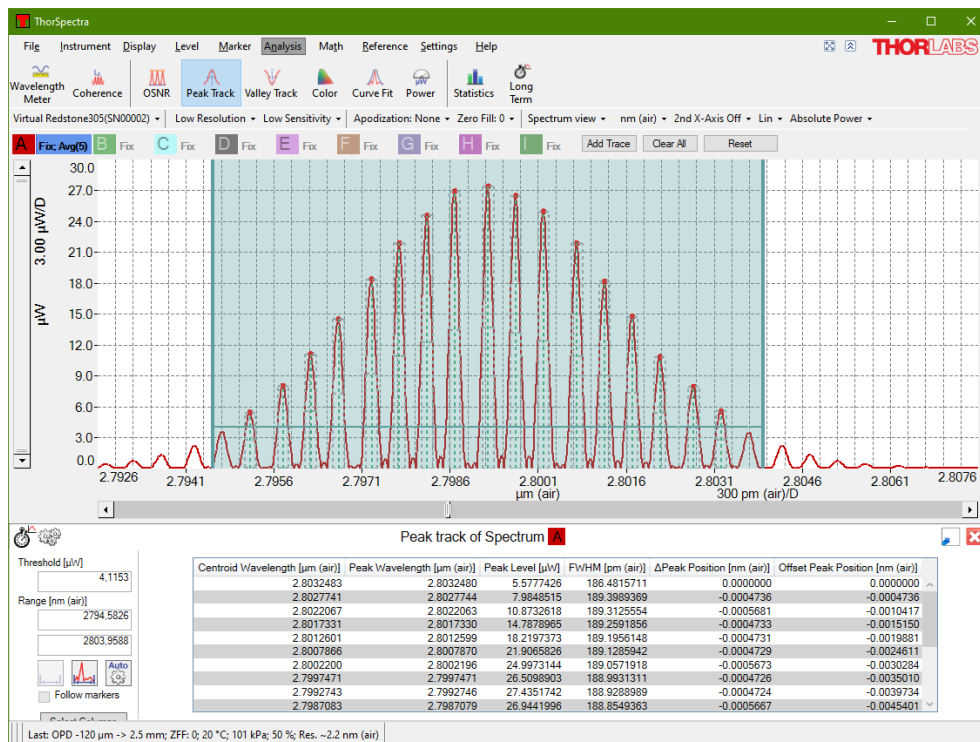 ThorSpectra
File Instrument Display Level Marker Analysis Math Reference Settings Help THORLABS
Wavelength Meter Coherence OSNR Peak Track Valley Track Color Curve Fit Power Statistics Long Term
Virtual Redstone305(SN00002) Low Resolution Low Sensitivity Apodization: None Zero Fill: 0 Spectrum view nm (air) 2nd X-Axis Off Lin Absolute Power
A Fix; Avg(5) B Fix C Fix D Fix E Fix F Fix G Fix H Fix I Fix Add Trace Clear All Reset
30.0
27.0
24.0
21.0
18.0
15.0
12.0
9.0
6.0
3.0
0.0
3.00 µW/D
µW
2.7926 2.7941 2.7956 2.7971 2.7986 2.8001 2.8016 2.8031 2.8046 2.8061 2.8076
µm (air) 300 pm (air)/D
Peak track of Spectrum A
Threshold [µW]
4,1153
Range [nm (air)]
2794,5826
2803,9588
Auto
Follow markers
Centroid Wavelength [µm (air)] Peak Wavelength [µm (air)] Peak Level [µW] FWHM [pm (air)] ΔPeak Position [nm (air)] Offset Peak Position [nm (air)]
2.8032483 2.8032480 5.5777426 186.4815711 0.0000000 0.0000000
2.8027741 2.8027744 7.9848515 189.3989369 -0.0004736 -0.0004736
2.8022067 2.8022063 10.8732618 189.3125554 -0.0005681 -0.0010417
2.8017331 2.8017330 14.7878965 189.2591856 -0.0004733 -0.0015150
2.8012601 2.8012599 18.2197373 189.1956148 -0.0004731 -0.0019881
2.8007866 2.8007870 21.9065826 189.1285942 -0.0004729 -0.0024611
2.8002200 2.8002196 24.9973144 189.0571918 -0.0005673 -0.0030284
2.7997471 2.7997471 26.5098903 188.9931311 -0.0004726 -0.0035010
2.7992743 2.7992746 27.4351742 188.9288989 -0.0004724 -0.0039734
2.7987083 2.7987079 26.9441996 188.8549363 -0.0005667 -0.0045401
Last: OPD -120 µm -> 2.5 mm; ZFF: 0; 20 °C; 101 kPa; 50 %; Res. ~2.2 nm (air)